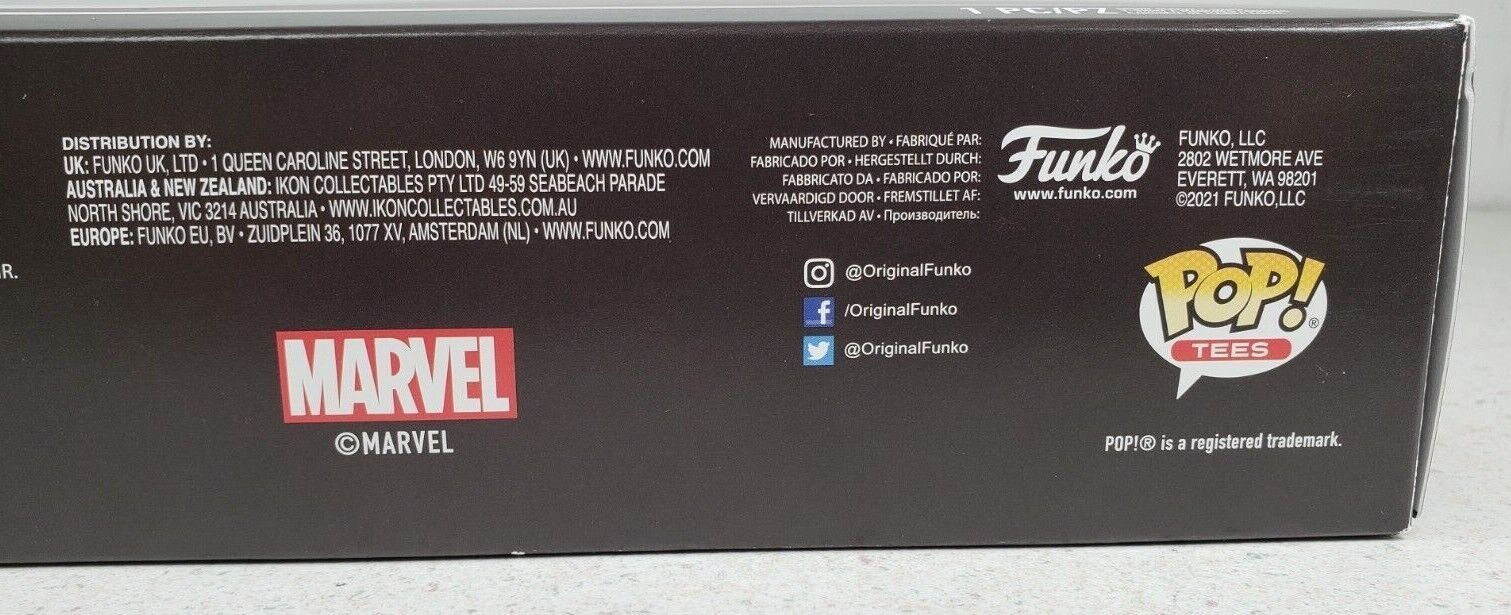 1 PC/PZ
DISTRIBUTION BY:
UK: FUNKO UK, LTD • 1 QUEEN CAROLINE STREET, LONDON, W6 9YN (UK) • WWW.FUNKO.COM
AUSTRALIA & NEW ZEALAND: IKON COLLECTABLES PTY LTD 49-59 SEABEACH PARADE
NORTH SHORE, VIC 3214 AUSTRALIA • WWW.IKONCOLLECTABLES.COM.AU
EUROPE: FUNKO EU, BV • ZUIDPLEIN 36, 1077 XV, AMSTERDAM (NL) • WWW.FUNKO.COM
R.
MARVEL
©MARVEL
MANUFACTURED BY • FABRIQUÉ PAR:
FABRICADO POR • HERGESTELLT DURCH:
FABBRICATO DA • FABRICADO POR:
VERVAARDIGD DOOR • FREMSTILLET AF:
TILLVERKAD AV • Производитель:
Funko
www.funko.com
FUNKO, LLC
2802 WETMORE AVE
EVERETT, WA 98201
©2021 FUNKO,LLC
@OriginalFunko
/OriginalFunko
@OriginalFunko
POP!®
TEES
POP!® is a registered trademark.